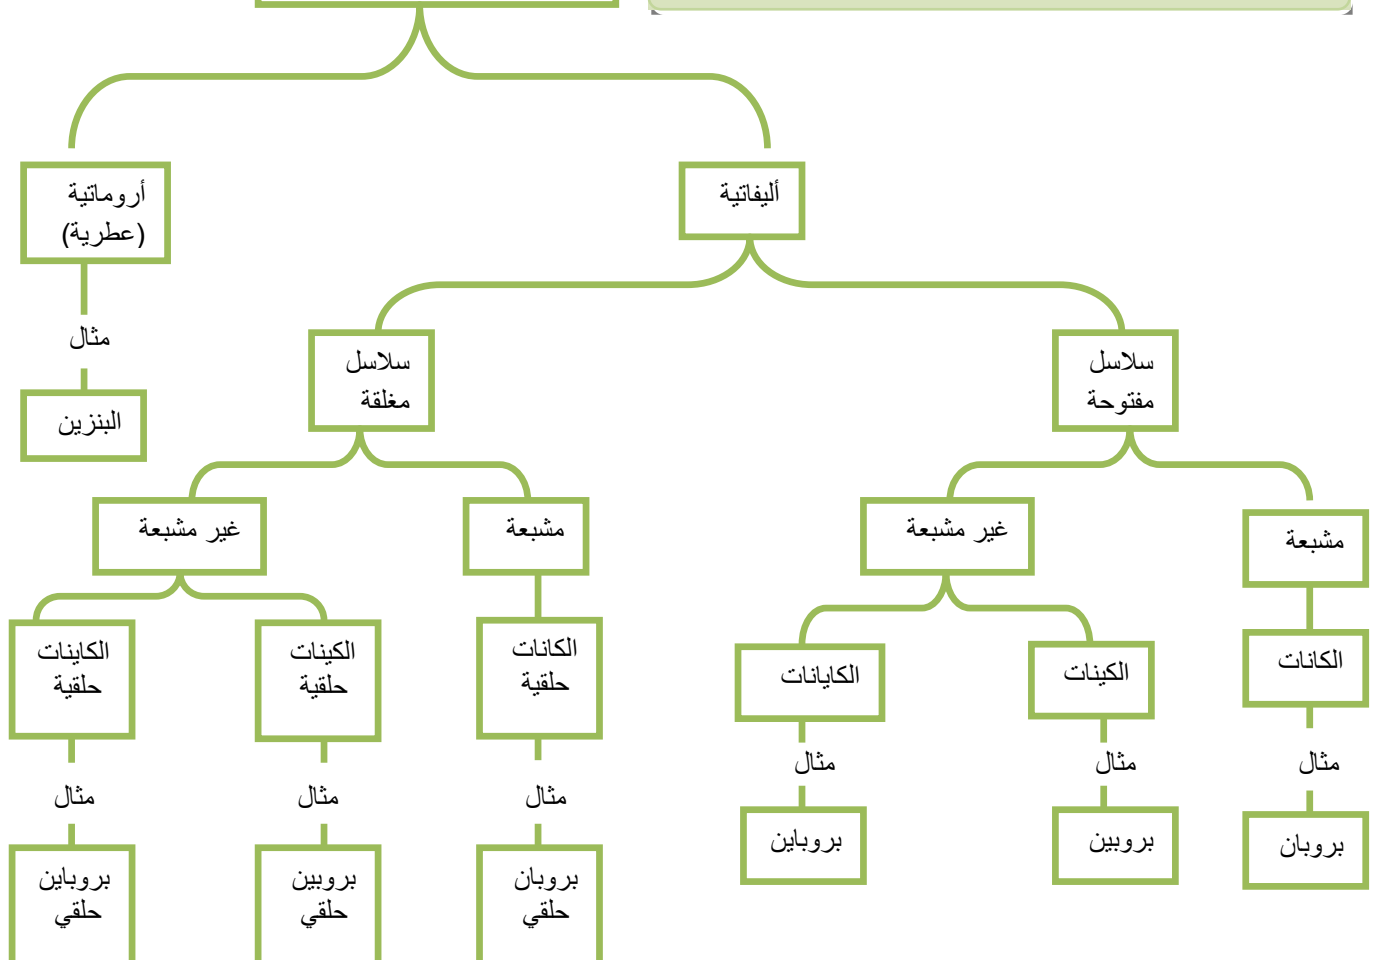 أليفاتية
أروماتية
(عطرية)
سلاسل
مفتوحة
سلاسل
مغلقة
مثال
البنزين
مشبعة
غير مشبعة
مشبعة
غير مشبعة
الكانات
الكينات
الكايانات
الكانات
حلقية
الكينات
حلقية
الكاينات
حلقية
مثال
مثال
مثال
مثال
مثال
مثال
بروبان
بروبين
بروباين
بروبان
حلقي
بروبين
حلقي
بروباين
حلقي